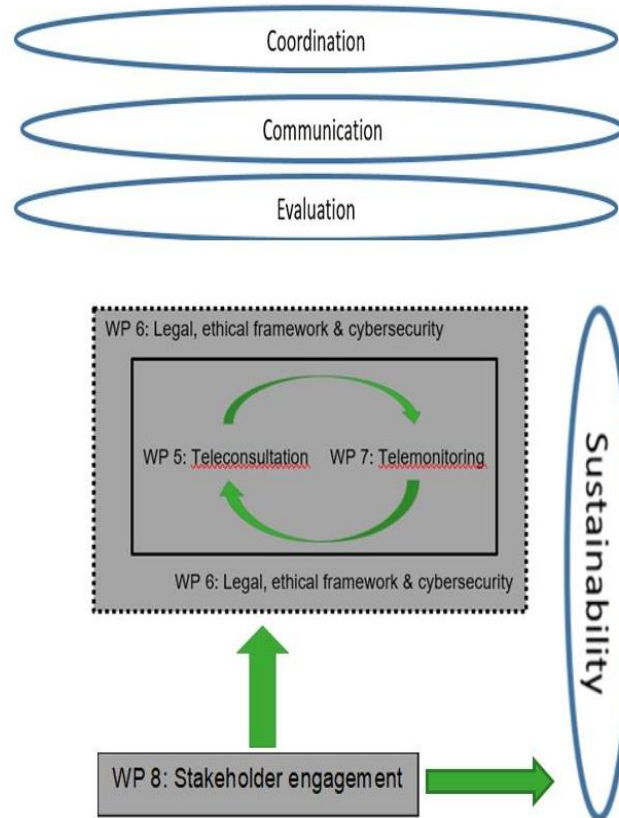 Coordination
Communication
Evaluation
WP 6: Legal, ethical framework & cybersecurity
WP 5: Teleconsultation
WP 7: Telemonitoring
WP 6: Legal, ethical framework & cybersecurity
Sustainability
WP 8: Stakeholder engagement